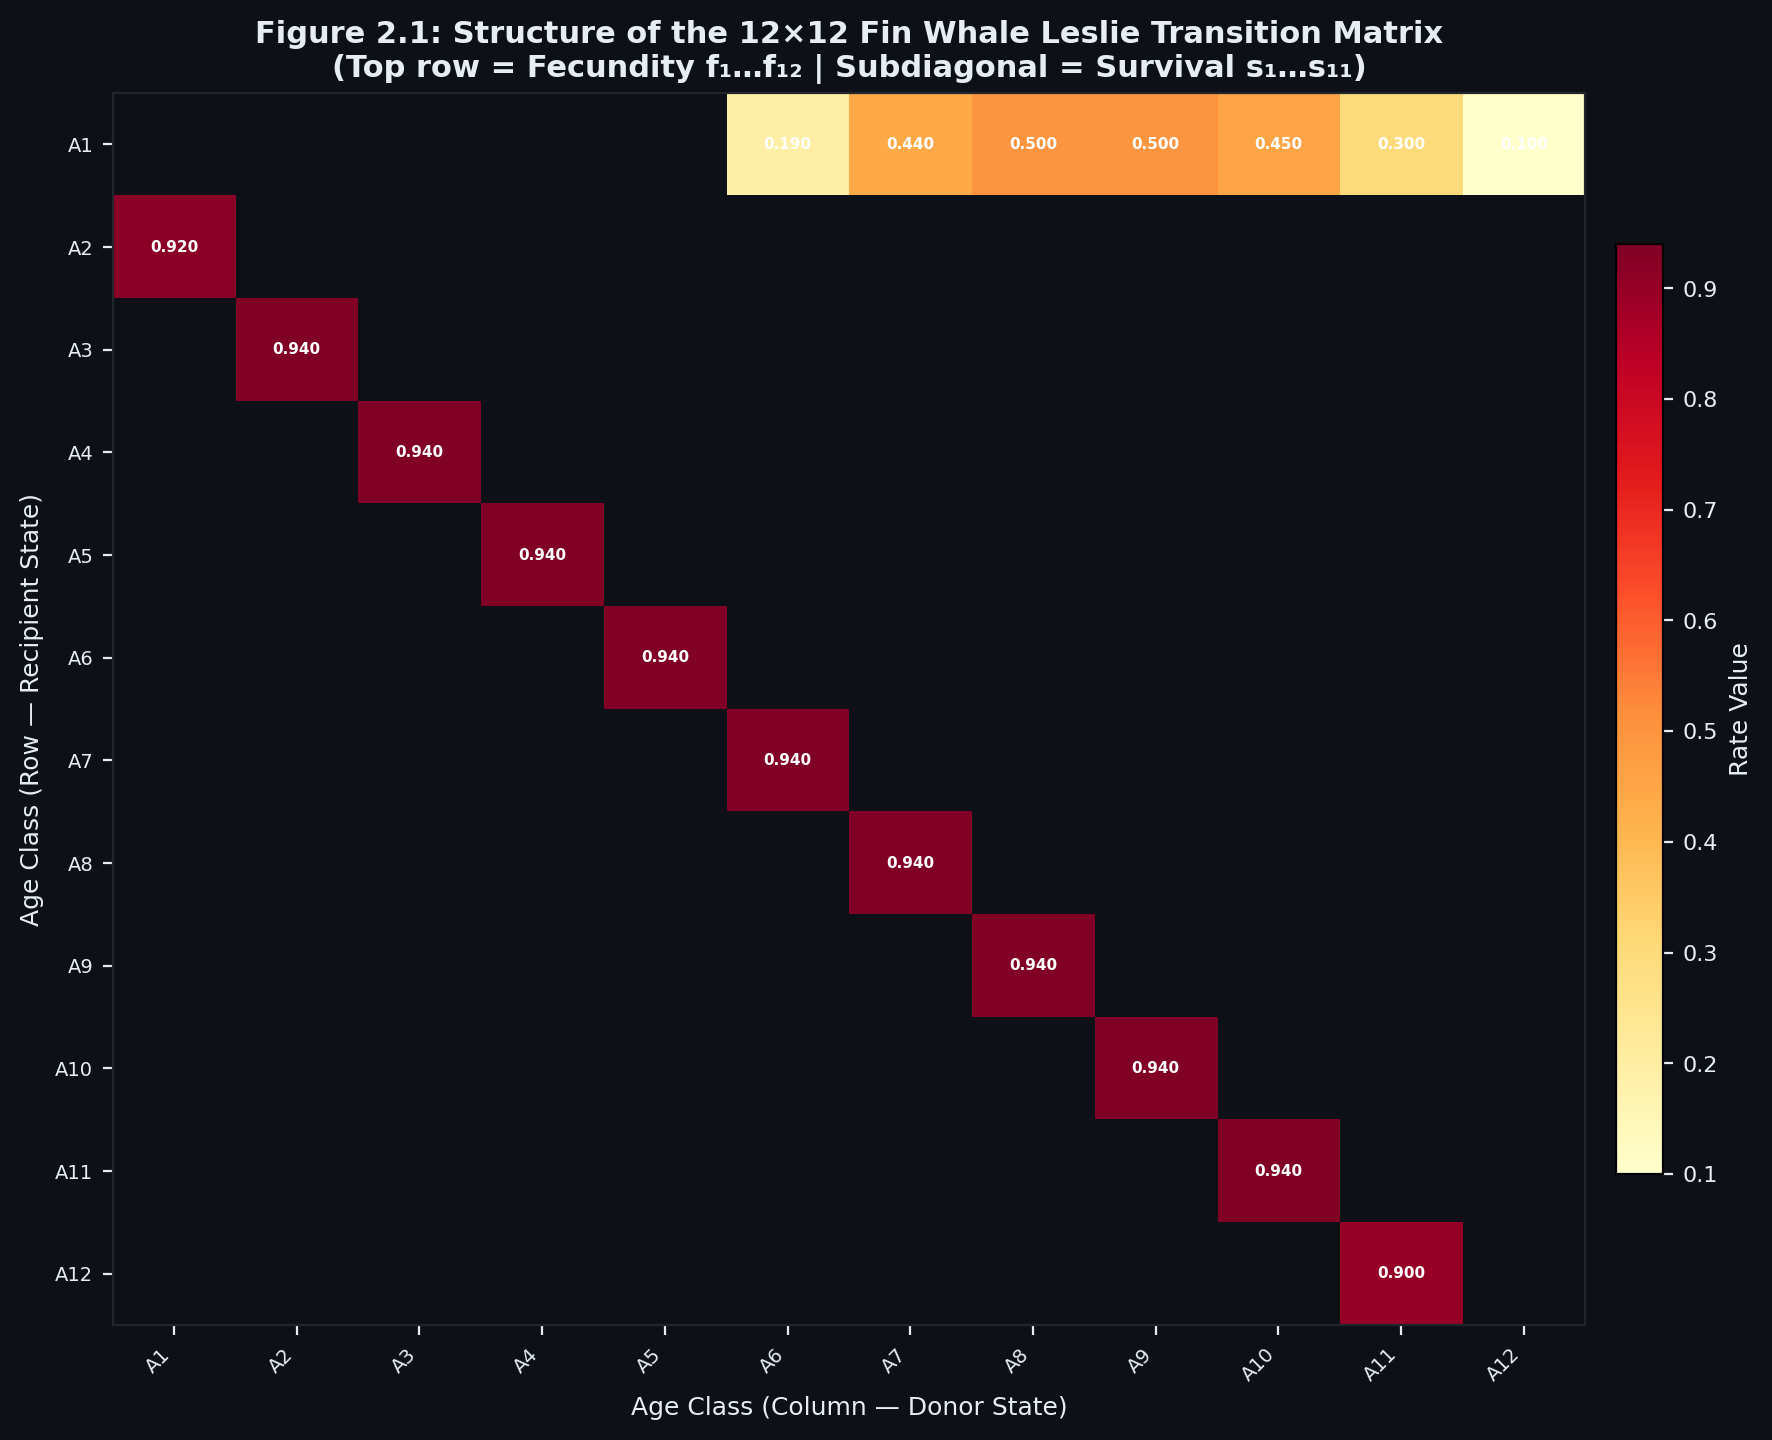 Figure 2.1: Structure of the 12×12 Fin Whale Leslie Transition Matrix
(Top row = Fecundity f₁…f₁₂ | Subdiagonal = Survival s₁…s₁₁)
A1
0.190
0.440
0.500
0.500
0.450
0.300
0.100
A2
0.920
A3
0.940
A4
0.940
A5
0.940
A6
0.940
A7
0.940
A8
0.940
A9
0.940
A10
0.940
A11
0.940
A12
0.900
Age Class (Row — Recipient State)
A1
A2
A3
A4
A5
A6
A7
A8
A9
A10
A11
A12
Age Class (Column — Donor State)
0.9
0.8
0.7
0.6
0.5
0.4
0.3
0.2
0.1
Rate Value